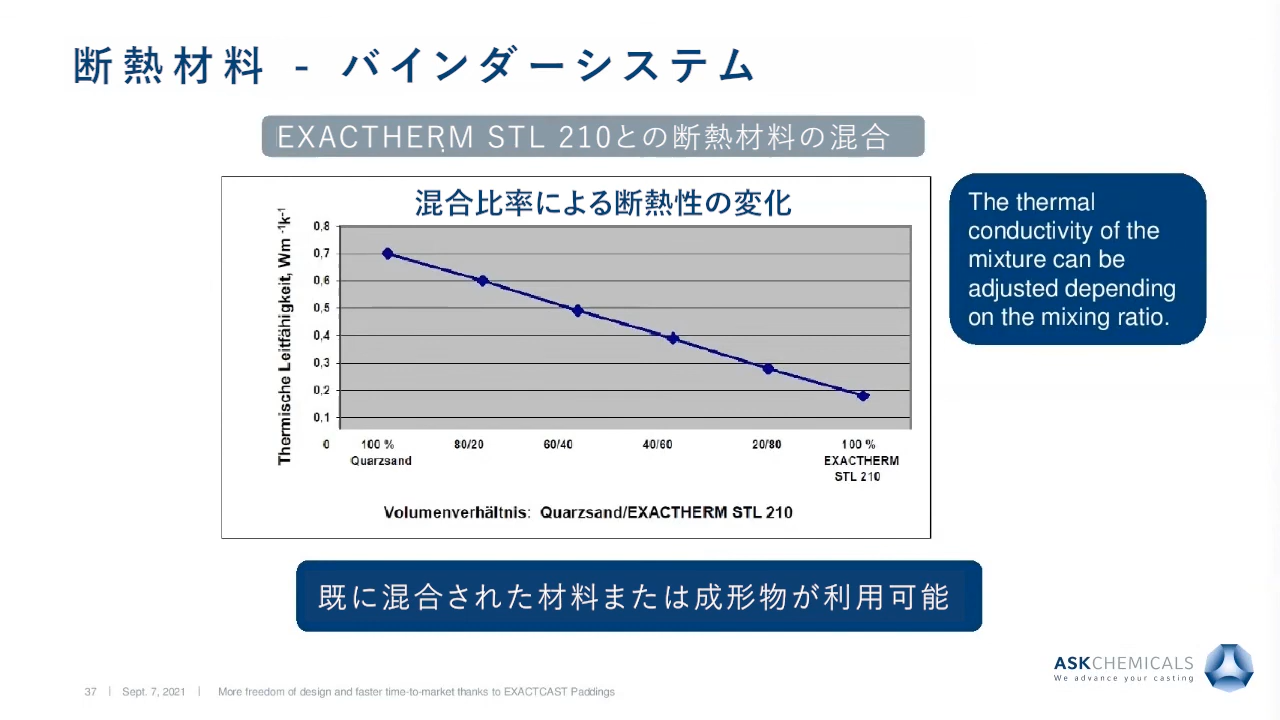 断熱材料 - バインダーシステム
EXACTHERM STL 210との断熱材料の混合
混合比率による断熱性の変化
Thermische Leitfähigkeit, Wm -¹k-¹
0,8
0,7
0,6
0,5
0,4
0,3
0,2
0,1
0
100 % Quarzsand
80/20
60/40
40/60
20/80
100 % EXACTHERM STL 210
Volumenverhältnis: Quarzsand/EXACTHERM STL 210
The thermal
conductivity of the
mixture can be
adjusted depending
on the mixing ratio.
既に混合された材料または成形物が利用可能
ASKCHEMICALS
We advance your casting
37 | Sept. 7, 2021 | More freedom of design and faster time-to-market thanks to EXACTCAST Paddings